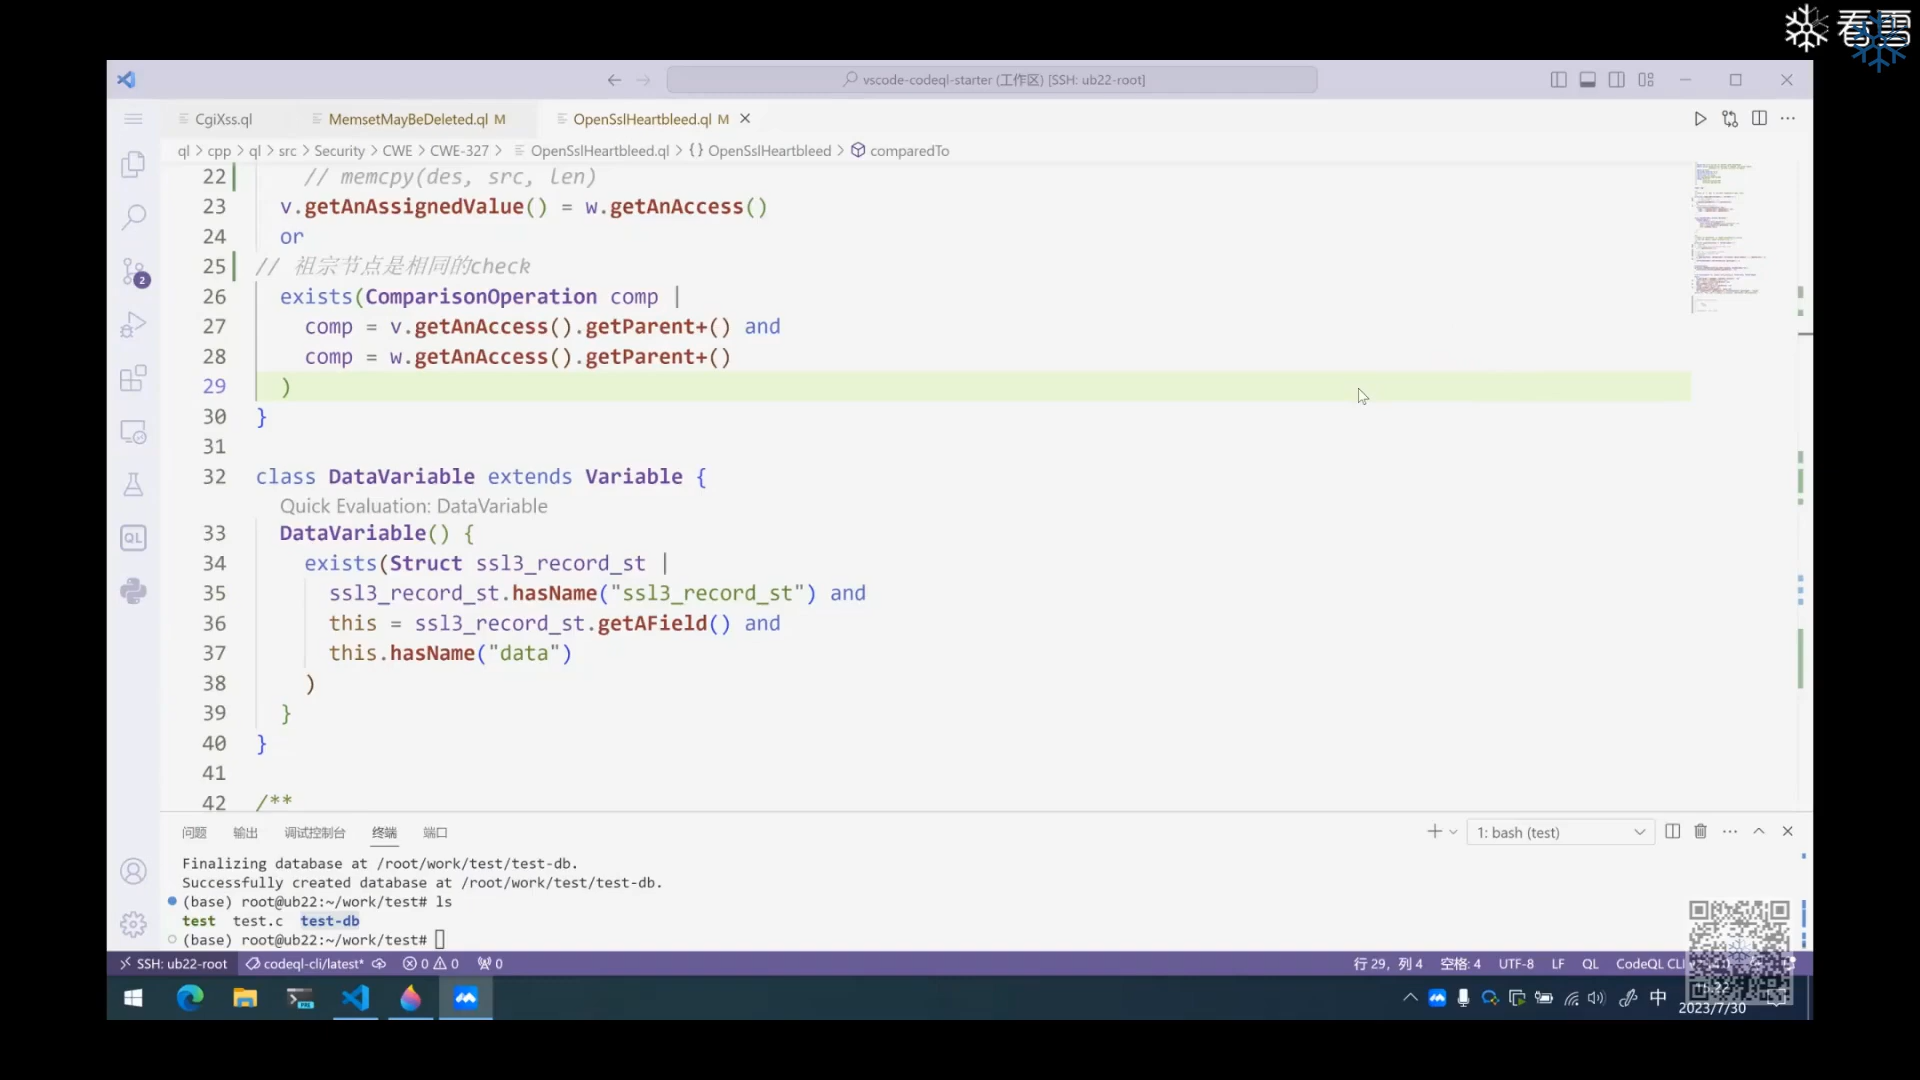 看雪
vscode-codeql-starter (工作区) [SSH: ub22-root]
CgiXss.ql
MemsetMayBeDeleted.ql M
OpenSslHeartbleed.ql M
ql > cpp > ql > src > Security > CWE > CWE-327 > OpenSslHeartbleed.ql > {} OpenSslHeartbleed > comparedTo
22 // memcpy(des, src, len)
23 v.getAnAssignedValue() = w.getAnAccess()
24 or
25 // 祖宗节点是相同的check
26 exists(ComparisonOperation comp |
27 comp = v.getAnAccess().getParent+() and
28 comp = w.getAnAccess().getParent+()
29 )
30 }
31
32 class DataVariable extends Variable {
Quick Evaluation: DataVariable
33 DataVariable() {
34 exists(Struct ssl3_record_st |
35 ssl3_record_st.hasName("ssl3_record_st") and
36 this = ssl3_record_st.getAField() and
37 this.hasName("data")
38 )
39 }
40 }
41
42 /**
2
QL
问题 输出 调试控制台 终端 端口
1: bash (test)
Finalizing database at /root/work/test/test-db.
Successfully created database at /root/work/test/test-db.
(base) root@ub22:~/work/test# ls
test test.c test-db
(base) root@ub22:~/work/test#
SSH: ub22-root codeql-cli/latest* 0 0 0
行 29，列 4 空格: 4 UTF-8 LF QL CodeQL CLI
中
2023/7/30